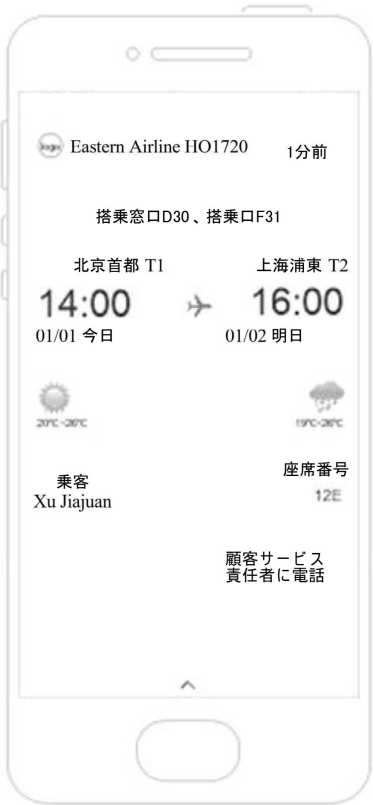 logo Eastern Airline HO1720 1分前
搭乗窓口D30、搭乗口F31
北京首都 T1 上海浦東 T2
14:00 16:00
01/01 今日 01/02 明日
20℃~26℃ 19℃~26℃
乗客 座席番号
Xu Jiajuan 12E
顧客サービス
責任者に電話